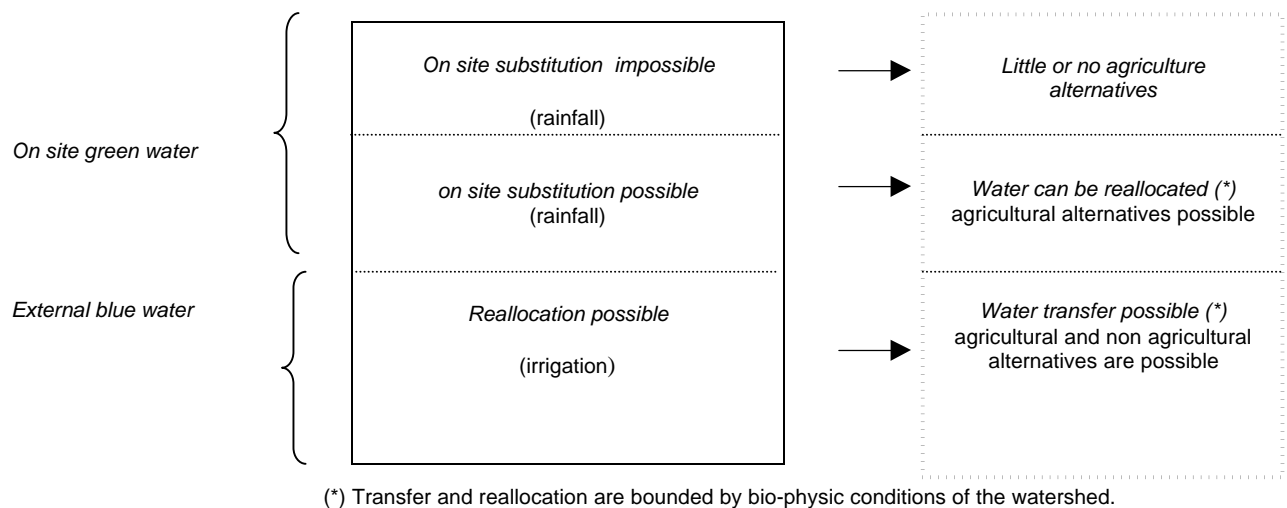 On site green water
External blue water
On site substitution impossible
(rainfall)
on site substitution possible
(rainfall)
Reallocation possible
(irrigation)
Little or no agriculture
alternatives
Water can be reallocated (*)
agricultural alternatives possible
Water transfer possible (*)
agricultural and non agricultural
alternatives are possible
(*) Transfer and reallocation are bounded by bio-physic conditions of the watershed.